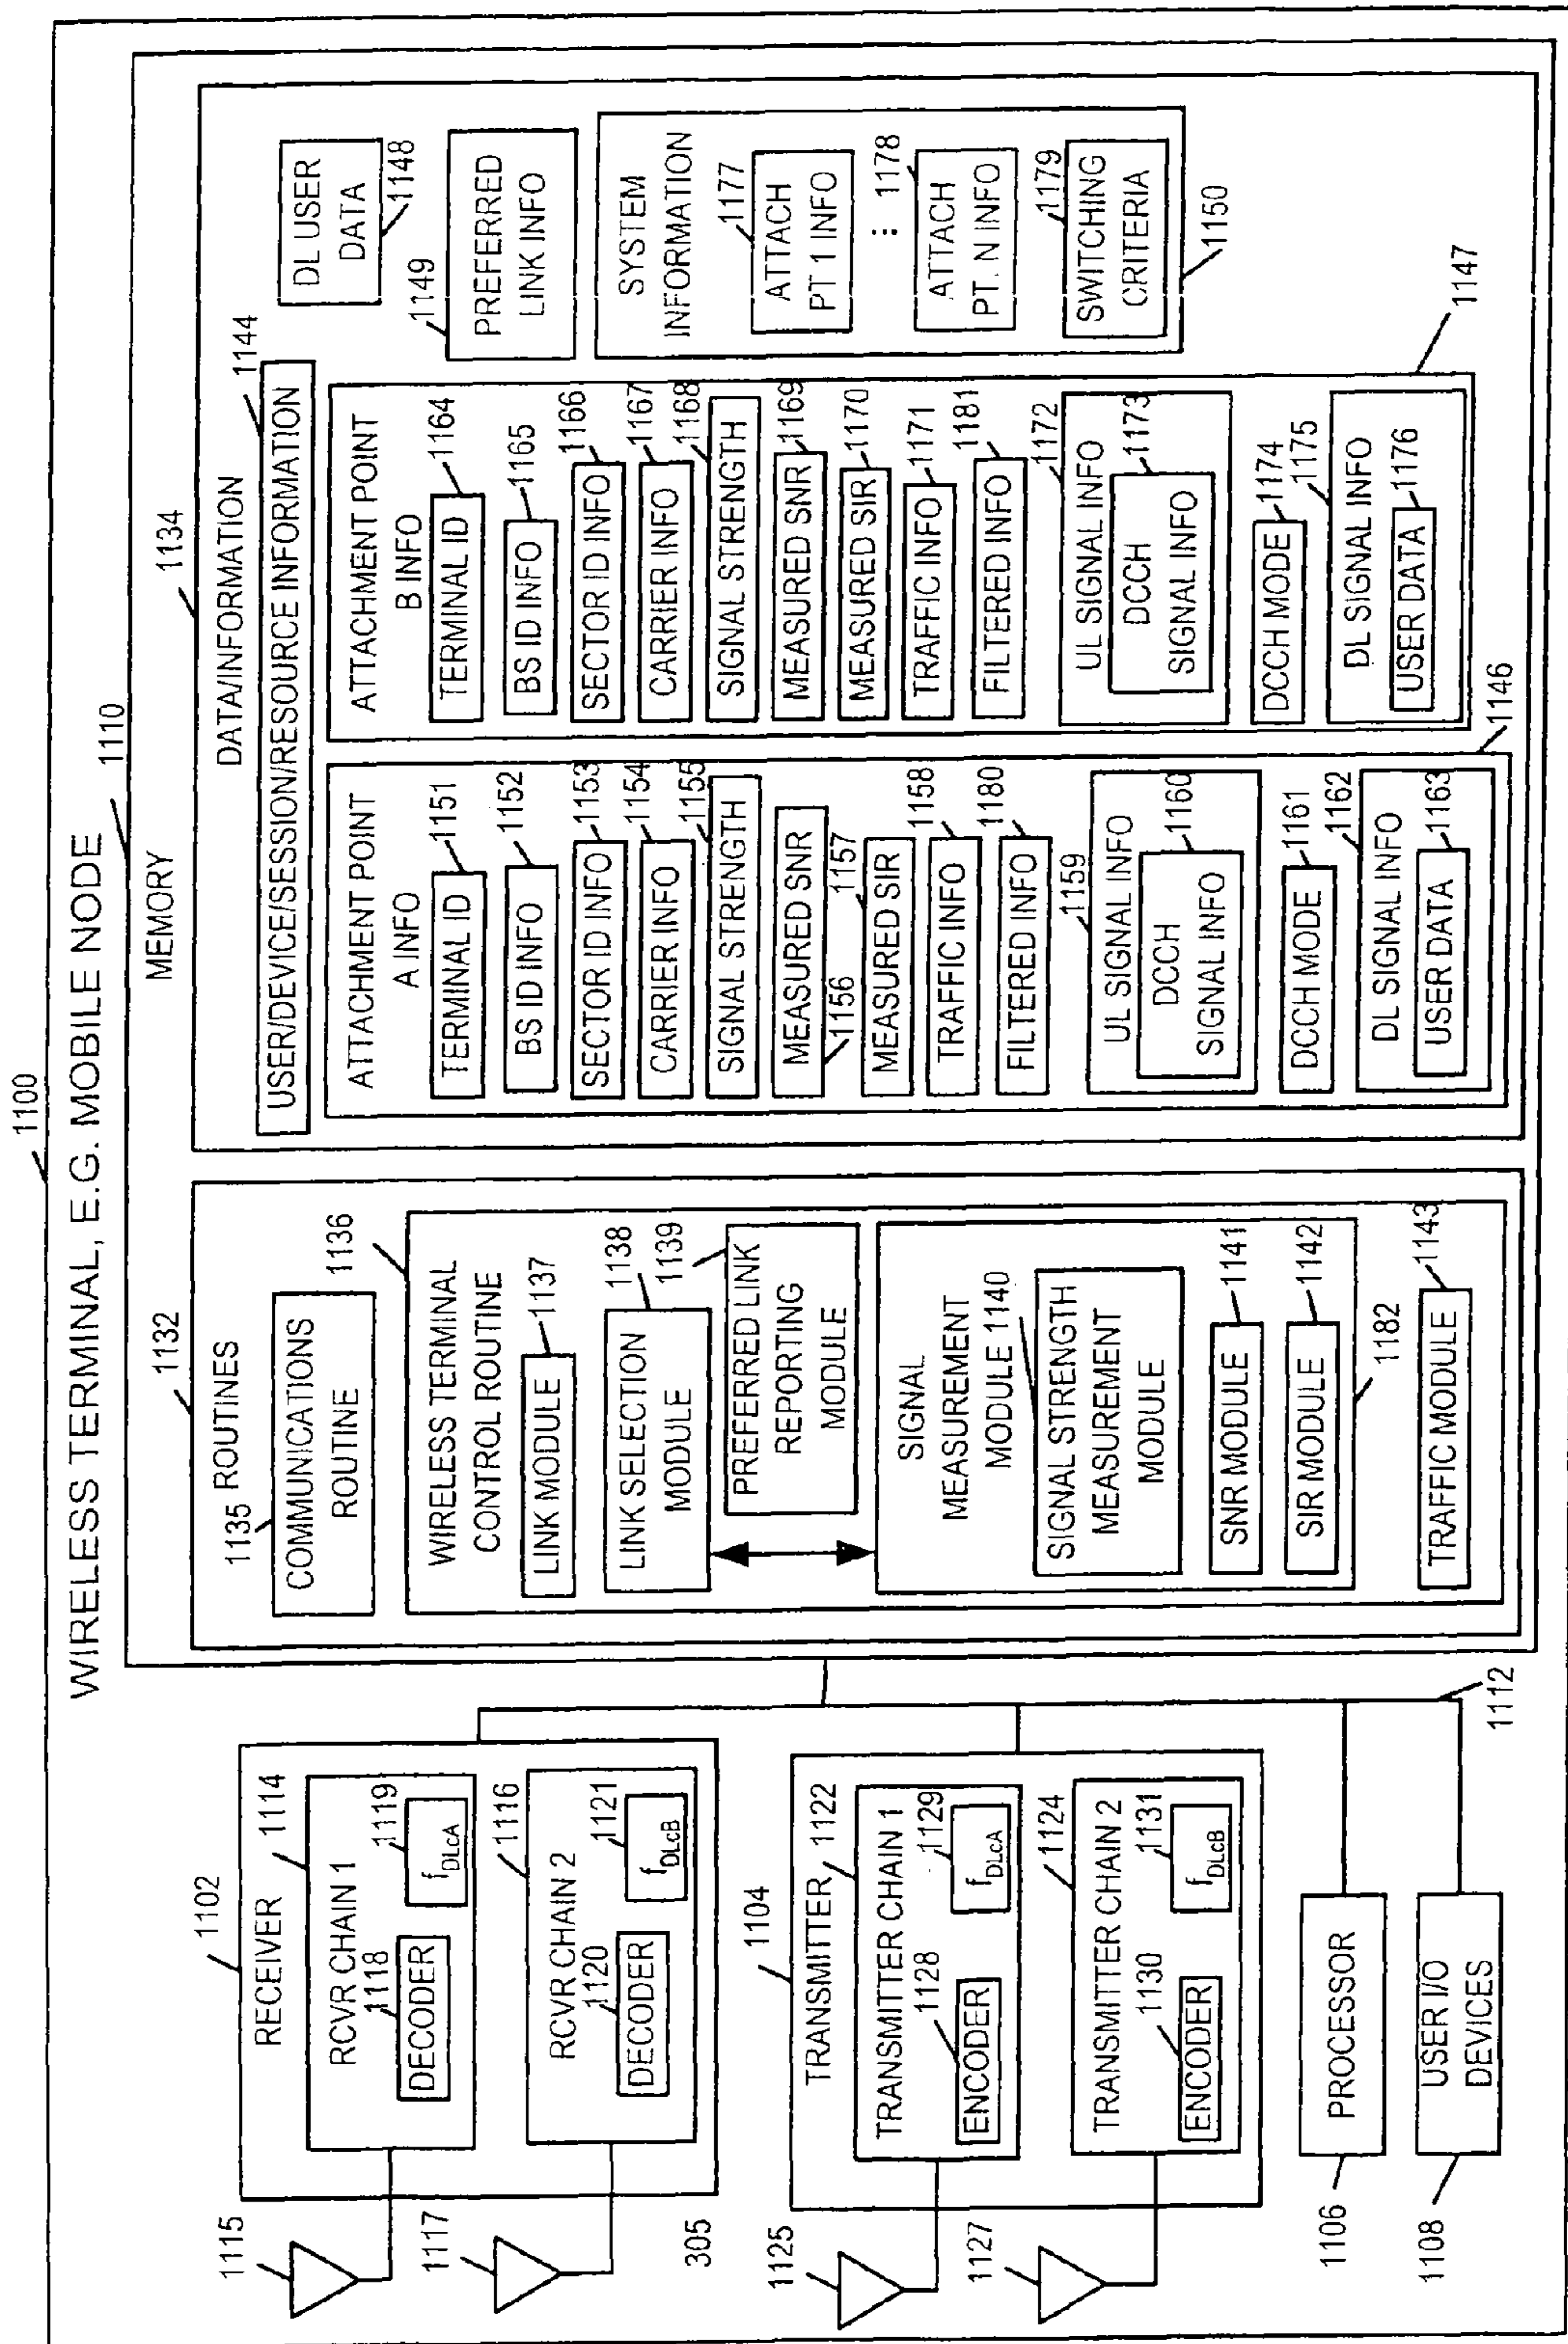 1100
WIRELESS TERMINAL, E.G. MOBILE NODE
1110
MEMORY
1102
RECEIVER
1114
RCVR CHAIN 1
1118
DECODER
1119
fDLcA
1116
RCVR CHAIN 2
1120
DECODER
1121
fDLcB
1115
1117
305
1104
TRANSMITTER
1122
TRANSMITTER CHAIN 1
1128
ENCODER
1129
fDLcA
1124
TRANSMITTER CHAIN 2
1130
ENCODER
1131
fDLcB
1125
1127
PROCESSOR
1106
USER I/O
DEVICES
1108
1112
1132
ROUTINES
1135
COMMUNICATIONS
ROUTINE
1136
WIRELESS TERMINAL
CONTROL ROUTINE
LINK MODULE
1137
LINK SELECTION
MODULE
1138
1139
PREFERRED LINK
REPORTING
MODULE
SIGNAL
MEASUREMENT
MODULE
1140
SIGNAL STRENGTH
MEASUREMENT
MODULE
SNR MODULE
1141
SIR MODULE
1142
1182
TRAFFIC MODULE
1143
1134
DATA/INFORMATION
1144
USER/DEVICE/SESSION/RESOURCE INFORMATION
ATTACHMENT POINT
A INFO
TERMINAL ID
1151
BS ID INFO
1152
SECTOR ID INFO
1153
CARRIER INFO
1154
SIGNAL STRENGTH
1155
MEASURED SNR
1156
MEASURED SIR
1157
TRAFFIC INFO
1158
FILTERED INFO
1180
1159
UL SIGNAL INFO
DCCH
SIGNAL INFO
1160
DCCH MODE
1161
1162
DL SIGNAL INFO
USER DATA
1163
1146
ATTACHMENT POINT
B INFO
TERMINAL ID
1164
BS ID INFO
1165
SECTOR ID INFO
1166
CARRIER INFO
1167
SIGNAL STRENGTH
1168
MEASURED SNR
1169
MEASURED SIR
1170
TRAFFIC INFO
1171
FILTERED INFO
1181
1172
UL SIGNAL INFO
DCCH
SIGNAL INFO
1173
DCCH MODE
1174
1175
DL SIGNAL INFO
USER DATA
1176
1147
DL USER
DATA
1148
1149
PREFERRED
LINK INFO
SYSTEM
INFORMATION
1177
ATTACH
PT 1 INFO
1178
ATTACH
PT. N INFO
1179
SWITCHING
CRITERIA
1150